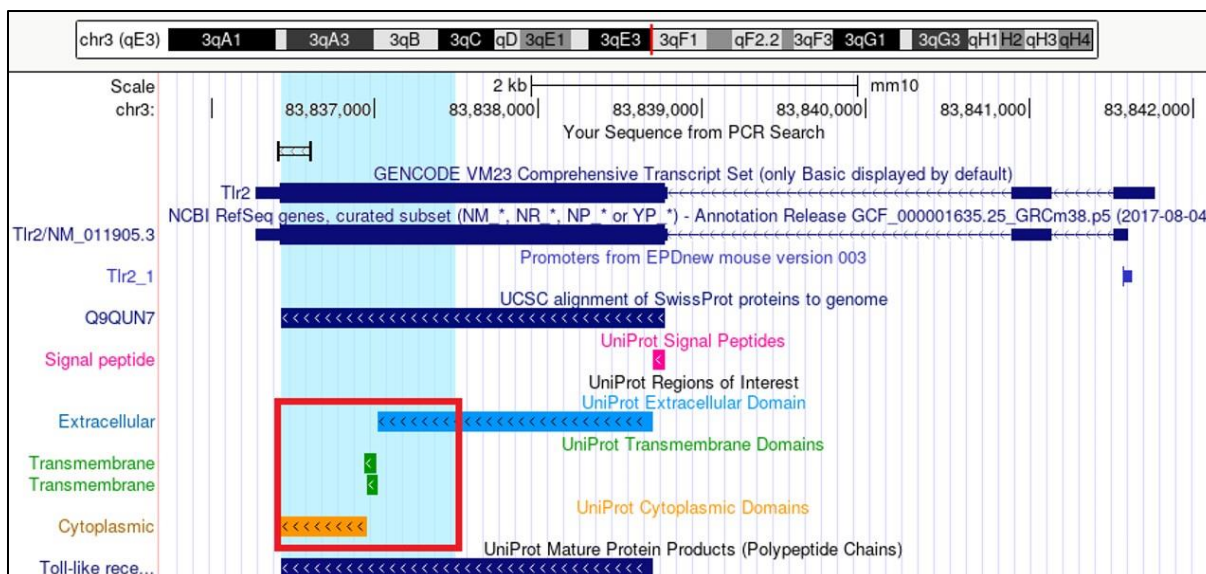 chr3 (qE3) 3qA1 3qA3 3qB 3qC qD 3qE1 3qE3 3qF1 qF2.2 3qF3 3qG1 3qG3 qH1 H2 qH3 qH4
Scale 2 kb mm10
chr3: 83,837,000 83,838,000 83,839,000 83,840,000 83,841,000 83,842,000
Your Sequence from PCR Search
GENCODE VM23 Comprehensive Transcript Set (only Basic displayed by default)
Tlr2
NCBI RefSeq genes, curated subset (NM_*, NR_*, NP_* or YP_*) - Annotation Release GCF_000001635.25_GRCm38.p5 (2017-08-04
Tlr2/NM_011905.3
Promoters from EPDnew mouse version 003
Tlr2_1
UCSC alignment of SwissProt proteins to genome
Q9QUN7
UniProt Signal Peptides
Signal peptide
UniProt Regions of Interest
UniProt Extracellular Domain
Extracellular
UniProt Transmembrane Domains
Transmembrane
Transmembrane
UniProt Cytoplasmic Domains
Cytoplasmic
UniProt Mature Protein Products (Polypeptide Chains)
Toll-like rece...